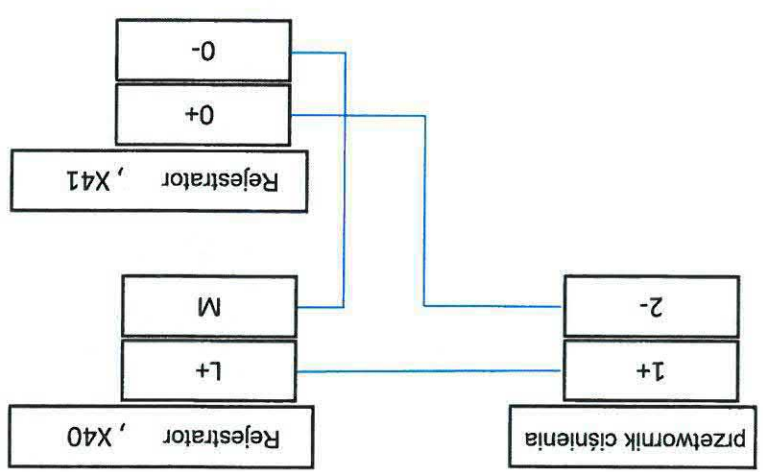 przetwornik ciśnienia
1+
2-
Rejestrator , X40
L+
M
Rejestrator , X41
0+
0-